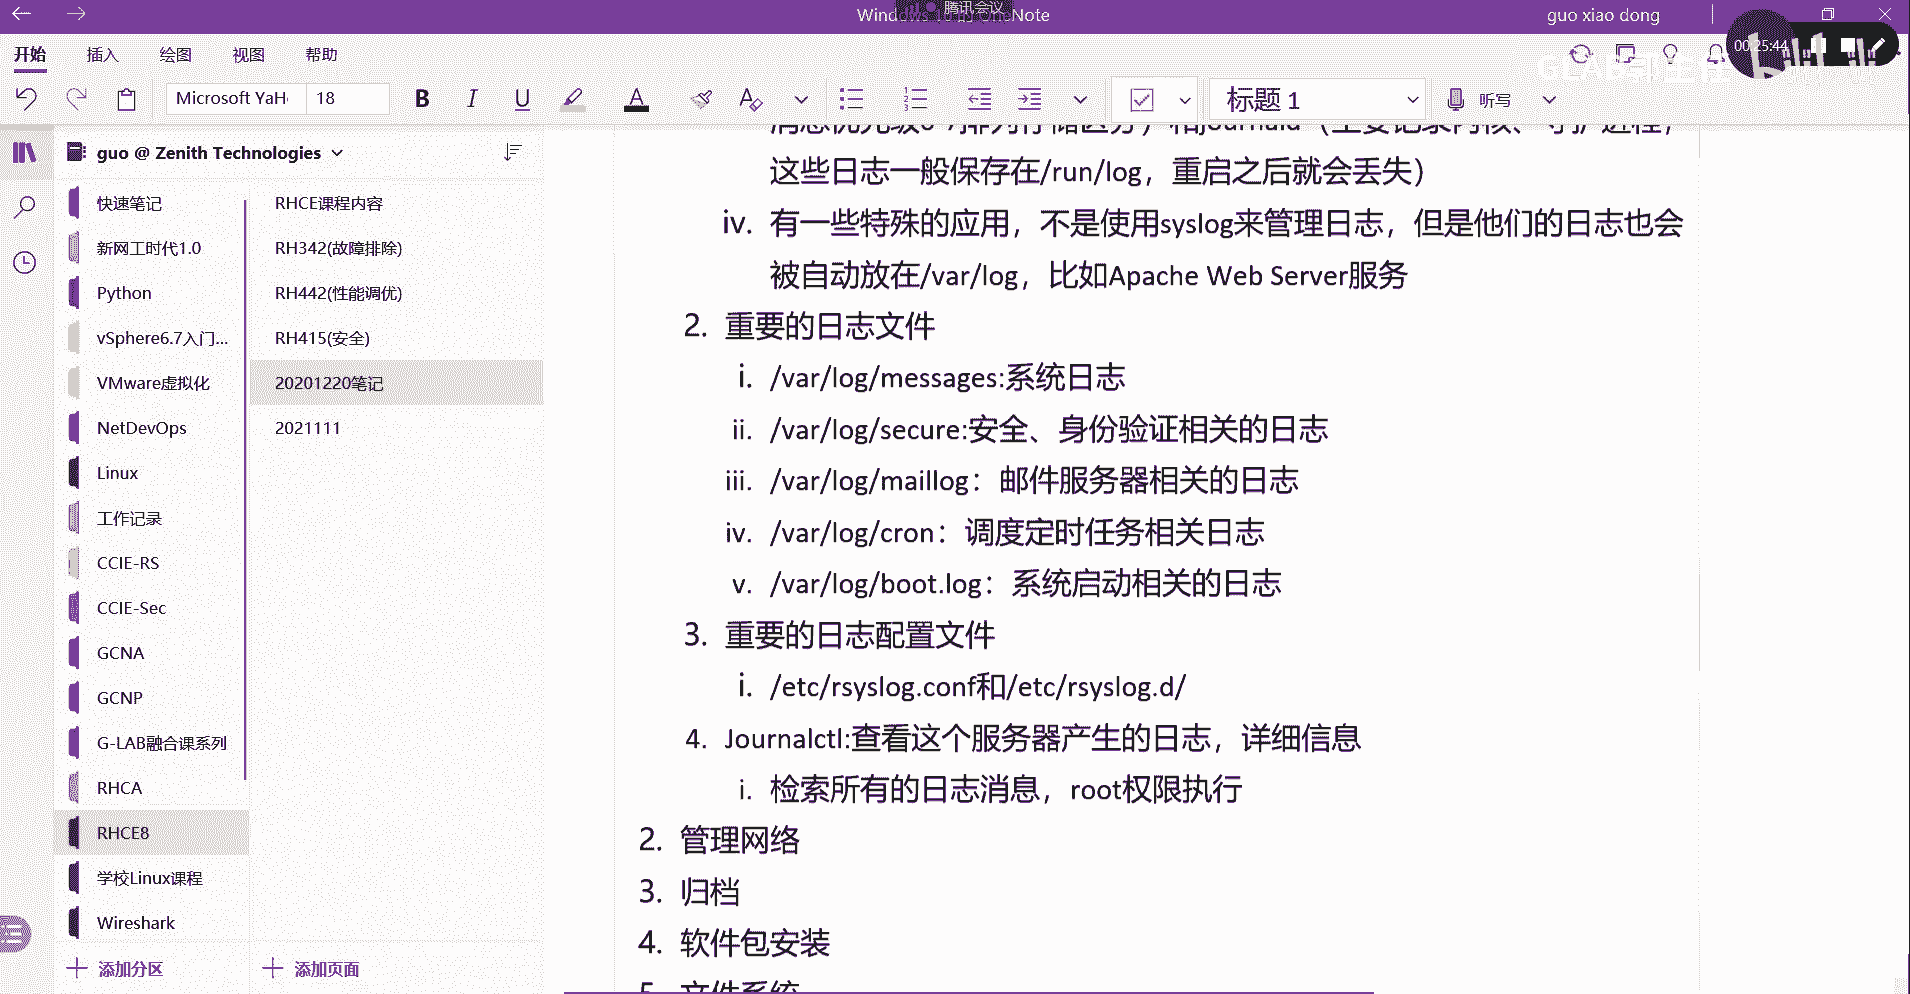 腾讯会议
guo xiao dong
开始 插入 绘图 视图 帮助
00:25:44
18
标题 1
听写
guo @ Zenith Technologies
快速笔记
新网工时代1.0
Python
vSphere6.7入门...
VMware虚拟化
NetDevOps
Linux
工作记录
CCIE-RS
CCIE-Sec
GCNA
GCNP
G-LAB融合课系列
RHCA
RHCE8
学校Linux课程
Wireshark
添加分区
RHCE课程内容
RH342(故障排除)
RH442(性能调优)
RH415(安全)
20201220笔记
2021111
添加页面
这些日志一般保存在/run/log，重启之后就会丢失）
iv. 有一些特殊的应用，不是使用syslog来管理日志，但是他们的日志也会
被自动放在/var/log，比如Apache Web Server服务
2. 重要的日志文件
i. /var/log/messages:系统日志
ii. /var/log/secure:安全、身份验证相关的日志
iii. /var/log/maillog：邮件服务器相关的日志
iv. /var/log/cron：调度定时任务相关日志
v. /var/log/boot.log：系统启动相关的日志
3. 重要的日志配置文件
i. /etc/rsyslog.conf和/etc/rsyslog.d/
4. Journalctl:查看这个服务器产生的日志，详细信息
i. 检索所有的日志消息，root权限执行
2. 管理网络
3. 归档
4. 软件包安装
5. 文件系统